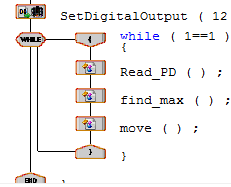 SetDigitalOutput ( 12
WHILE { while ( 1==1 )
{
Read_PD ( ) ;
find_max ( ) ;
move ( ) ;
} }
END